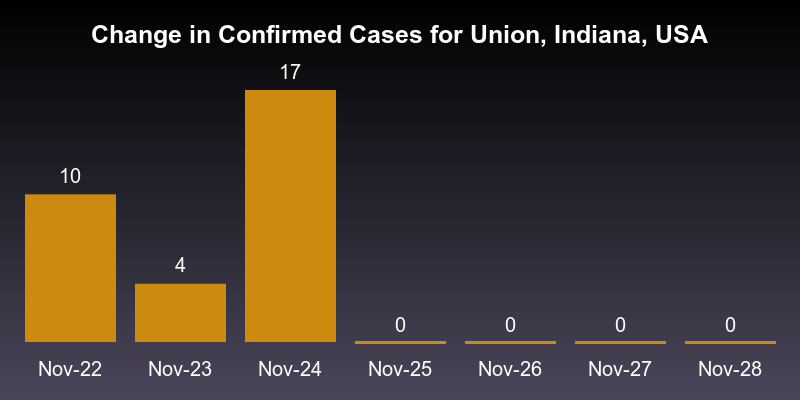 Change in Confirmed Cases for Union, Indiana, USA
17
10
4
0 0 0 0
Nov-22 Nov-23 Nov-24 Nov-25 Nov-26 Nov-27 Nov-28